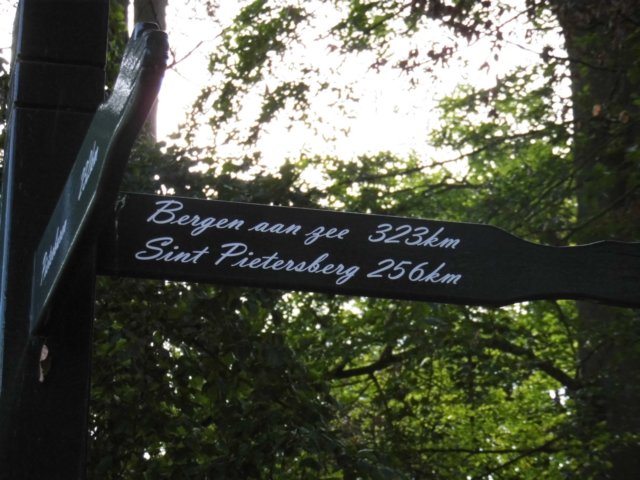 Bergen aan zee 323km
Sint Pietersberg 256km